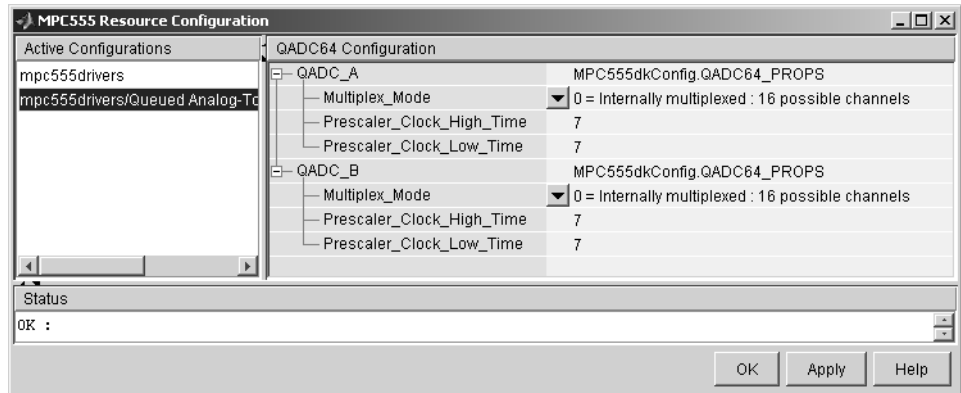 MPC555 Resource Configuration
Active Configurations
mpc555drivers
mpc555drivers/Queued Analog-To
QADC64 Configuration
QADC_A MPC555dkConfig.QADC64_PROPS
Multiplex_Mode 0 = Internally multiplexed : 16 possible channels
Prescaler_Clock_High_Time 7
Prescaler_Clock_Low_Time 7
QADC_B MPC555dkConfig.QADC64_PROPS
Multiplex_Mode 0 = Internally multiplexed : 16 possible channels
Prescaler_Clock_High_Time 7
Prescaler_Clock_Low_Time 7
Status
OK :
OK Apply Help